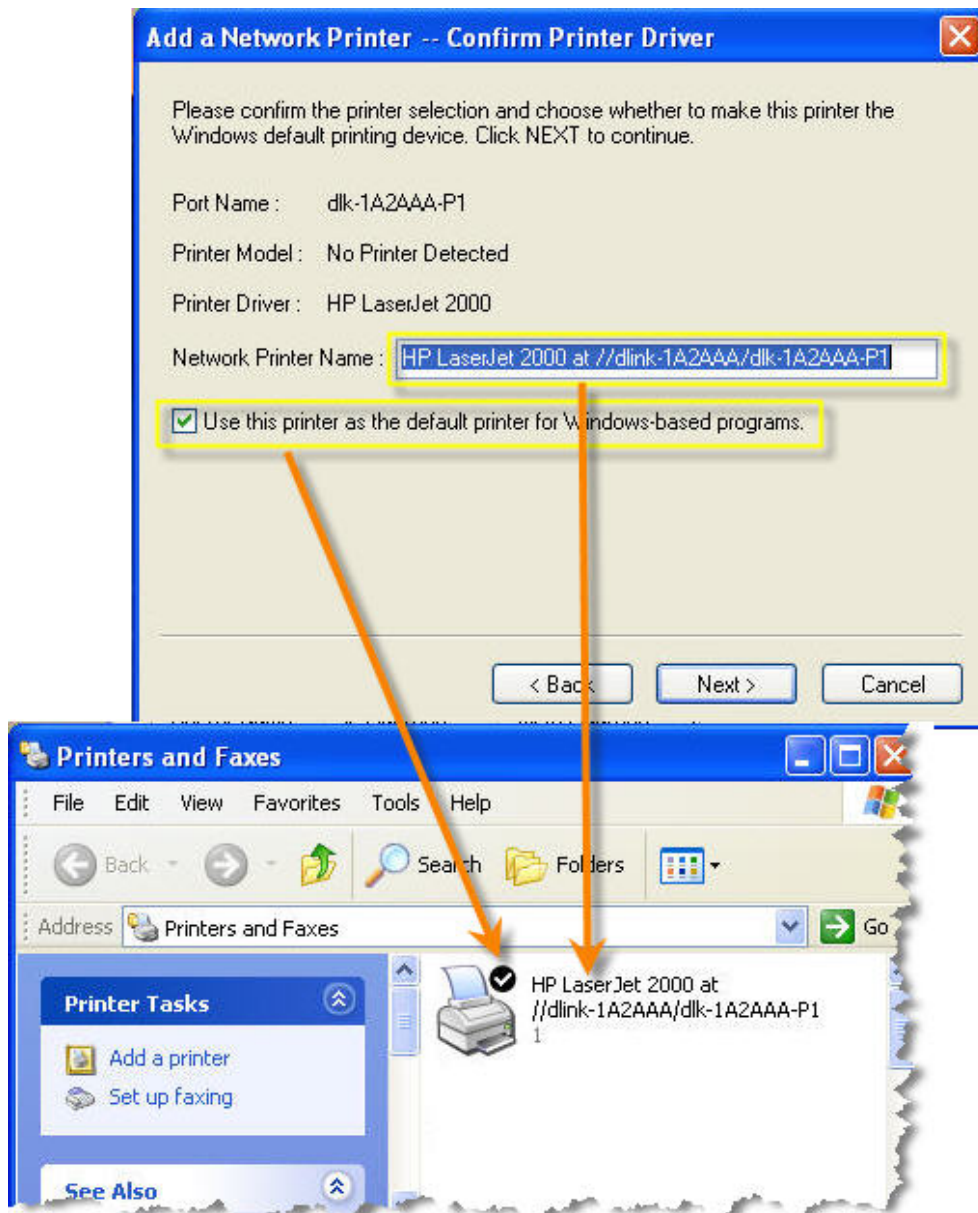 Add a Network Printer -- Confirm Printer Driver
Please confirm the printer selection and choose whether to make this printer the
Windows default printing device. Click NEXT to continue.
Port Name : dlk-1A2AAA-P1
Printer Model : No Printer Detected
Printer Driver : HP LaserJet 2000
Network Printer Name : HP LaserJet 2000 at //dlink-1A2AAA/dlk-1A2AAA-P1
Use this printer as the default printer for Windows-based programs.
< Back Next > Cancel
Printers and Faxes
File Edit View Favorites Tools Help
Back Search Folders
Address Printers and Faxes Go
Printer Tasks
Add a printer
Set up faxing
See Also
HP LaserJet 2000 at
//dlink-1A2AAA/dlk-1A2AAA-P1
1